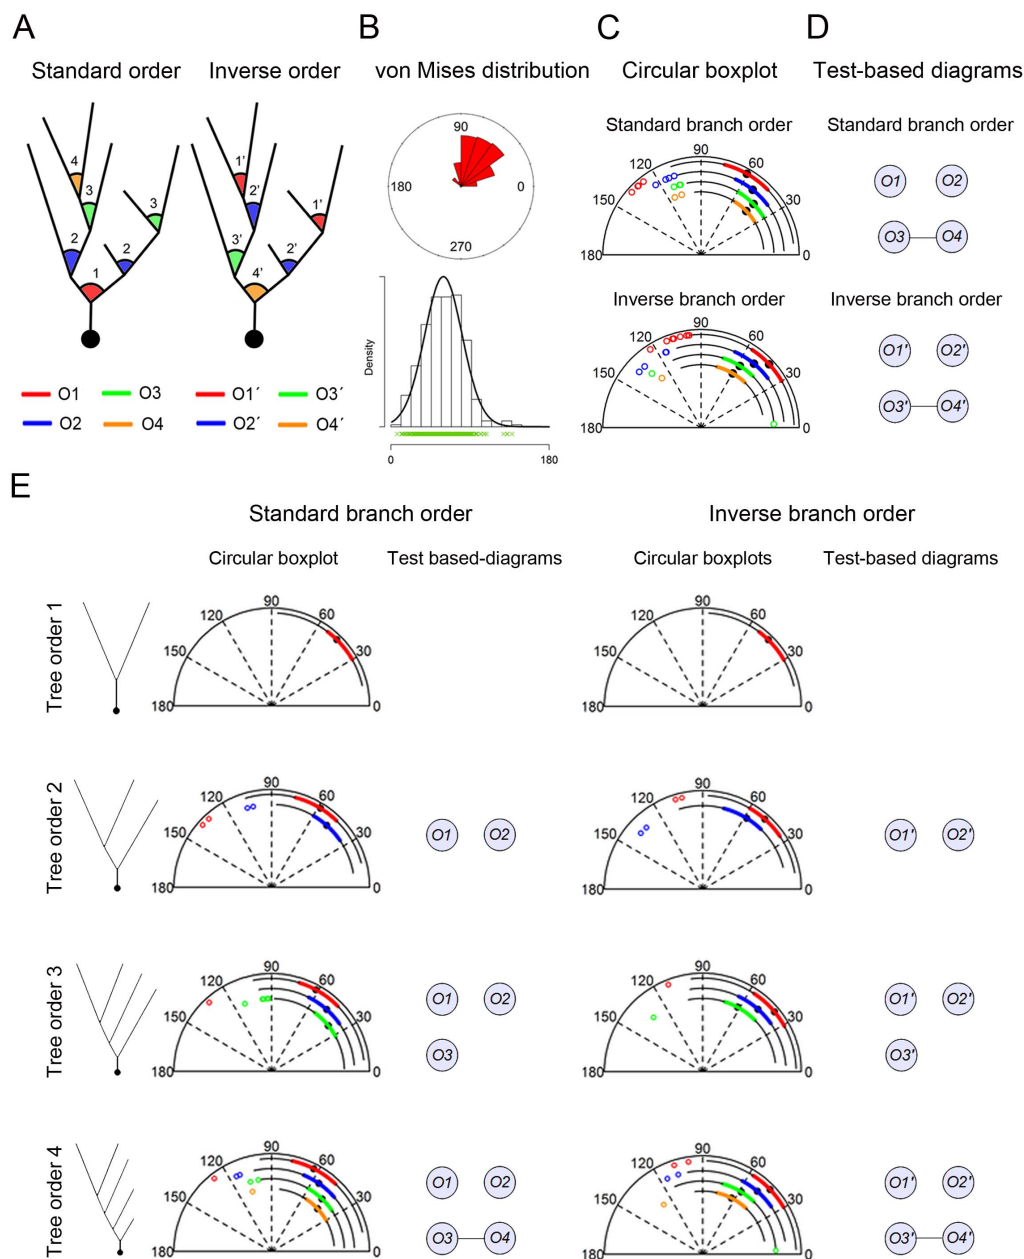 A
B
C
D
Standard order
Inverse order
von Mises distribution
Circular boxplot
Test-based diagrams
4
3
3
2
2
1
1'
2'
1'
3'
2'
4'
O1
O3
O2
O4
O1´
O3´
O2´
O4´
90
180
0
270
Density
0
180
Standard branch order
90
120
60
150
30
180
0
Inverse branch order
90
120
60
150
30
180
0
Standard branch order
O1
O2
O3
O4
Inverse branch order
O1'
O2'
O3'
O4'
E
Standard branch order
Inverse branch order
Circular boxplot
Test based-diagrams
Circular boxplots
Test-based diagrams
Tree order 1
90
120
60
150
30
180
0
90
120
60
150
30
180
0
Tree order 2
90
120
60
150
30
180
0
O1
O2
90
120
60
150
30
180
0
O1'
O2'
Tree order 3
90
120
60
150
30
180
0
O1
O2
O3
90
120
60
150
30
180
0
O1'
O2'
O3'
Tree order 4
90
120
60
150
30
180
0
O1
O2
O3
O4
90
120
60
150
30
180
0
O1'
O2'
O3'
O4'